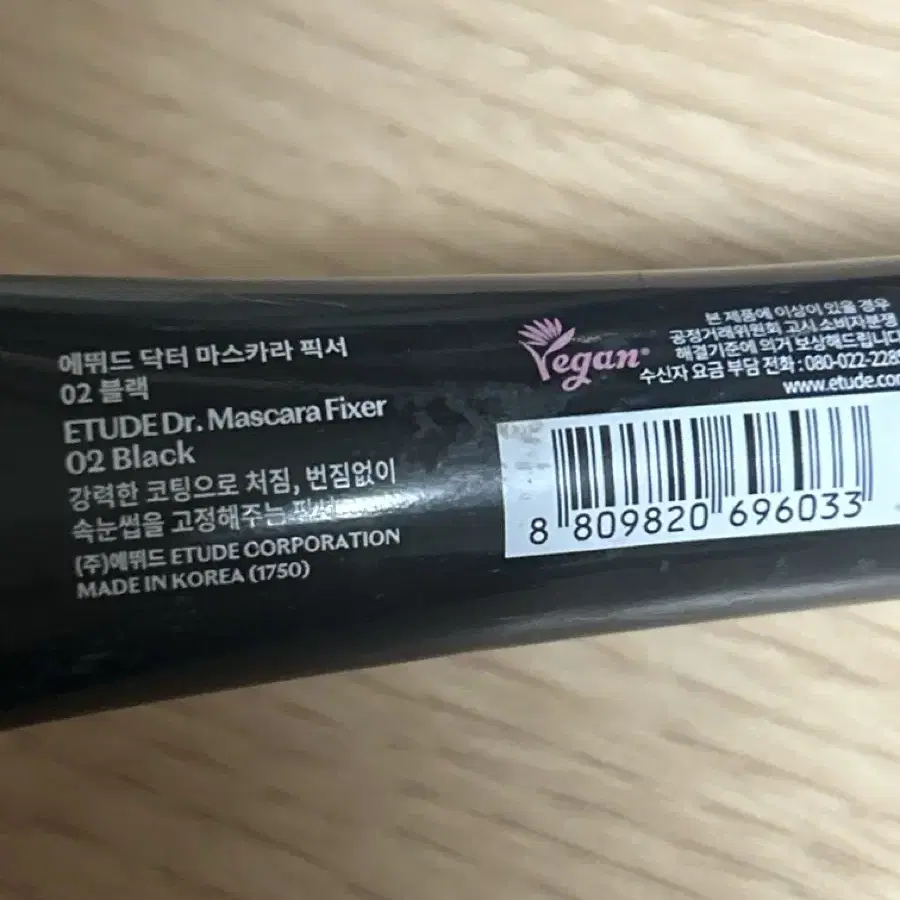 에뛰드 닥터 마스카라 픽서
02 블랙
ETUDE Dr. Mascara Fixer
02 Black
강력한 코팅으로 처짐, 번짐없이
속눈썹을 고정해주는 픽서
(주)에뛰드 ETUDE CORPORATION
MADE IN KOREA (1750)
Vegan
본 제품에 이상이 있을 경우
공정거래위원회 고시 소비자분쟁
해결기준에 의거 보상해드립니다
수신자 요금 부담 전화 : 080-022-228
www.etude.co
8 809820 696033